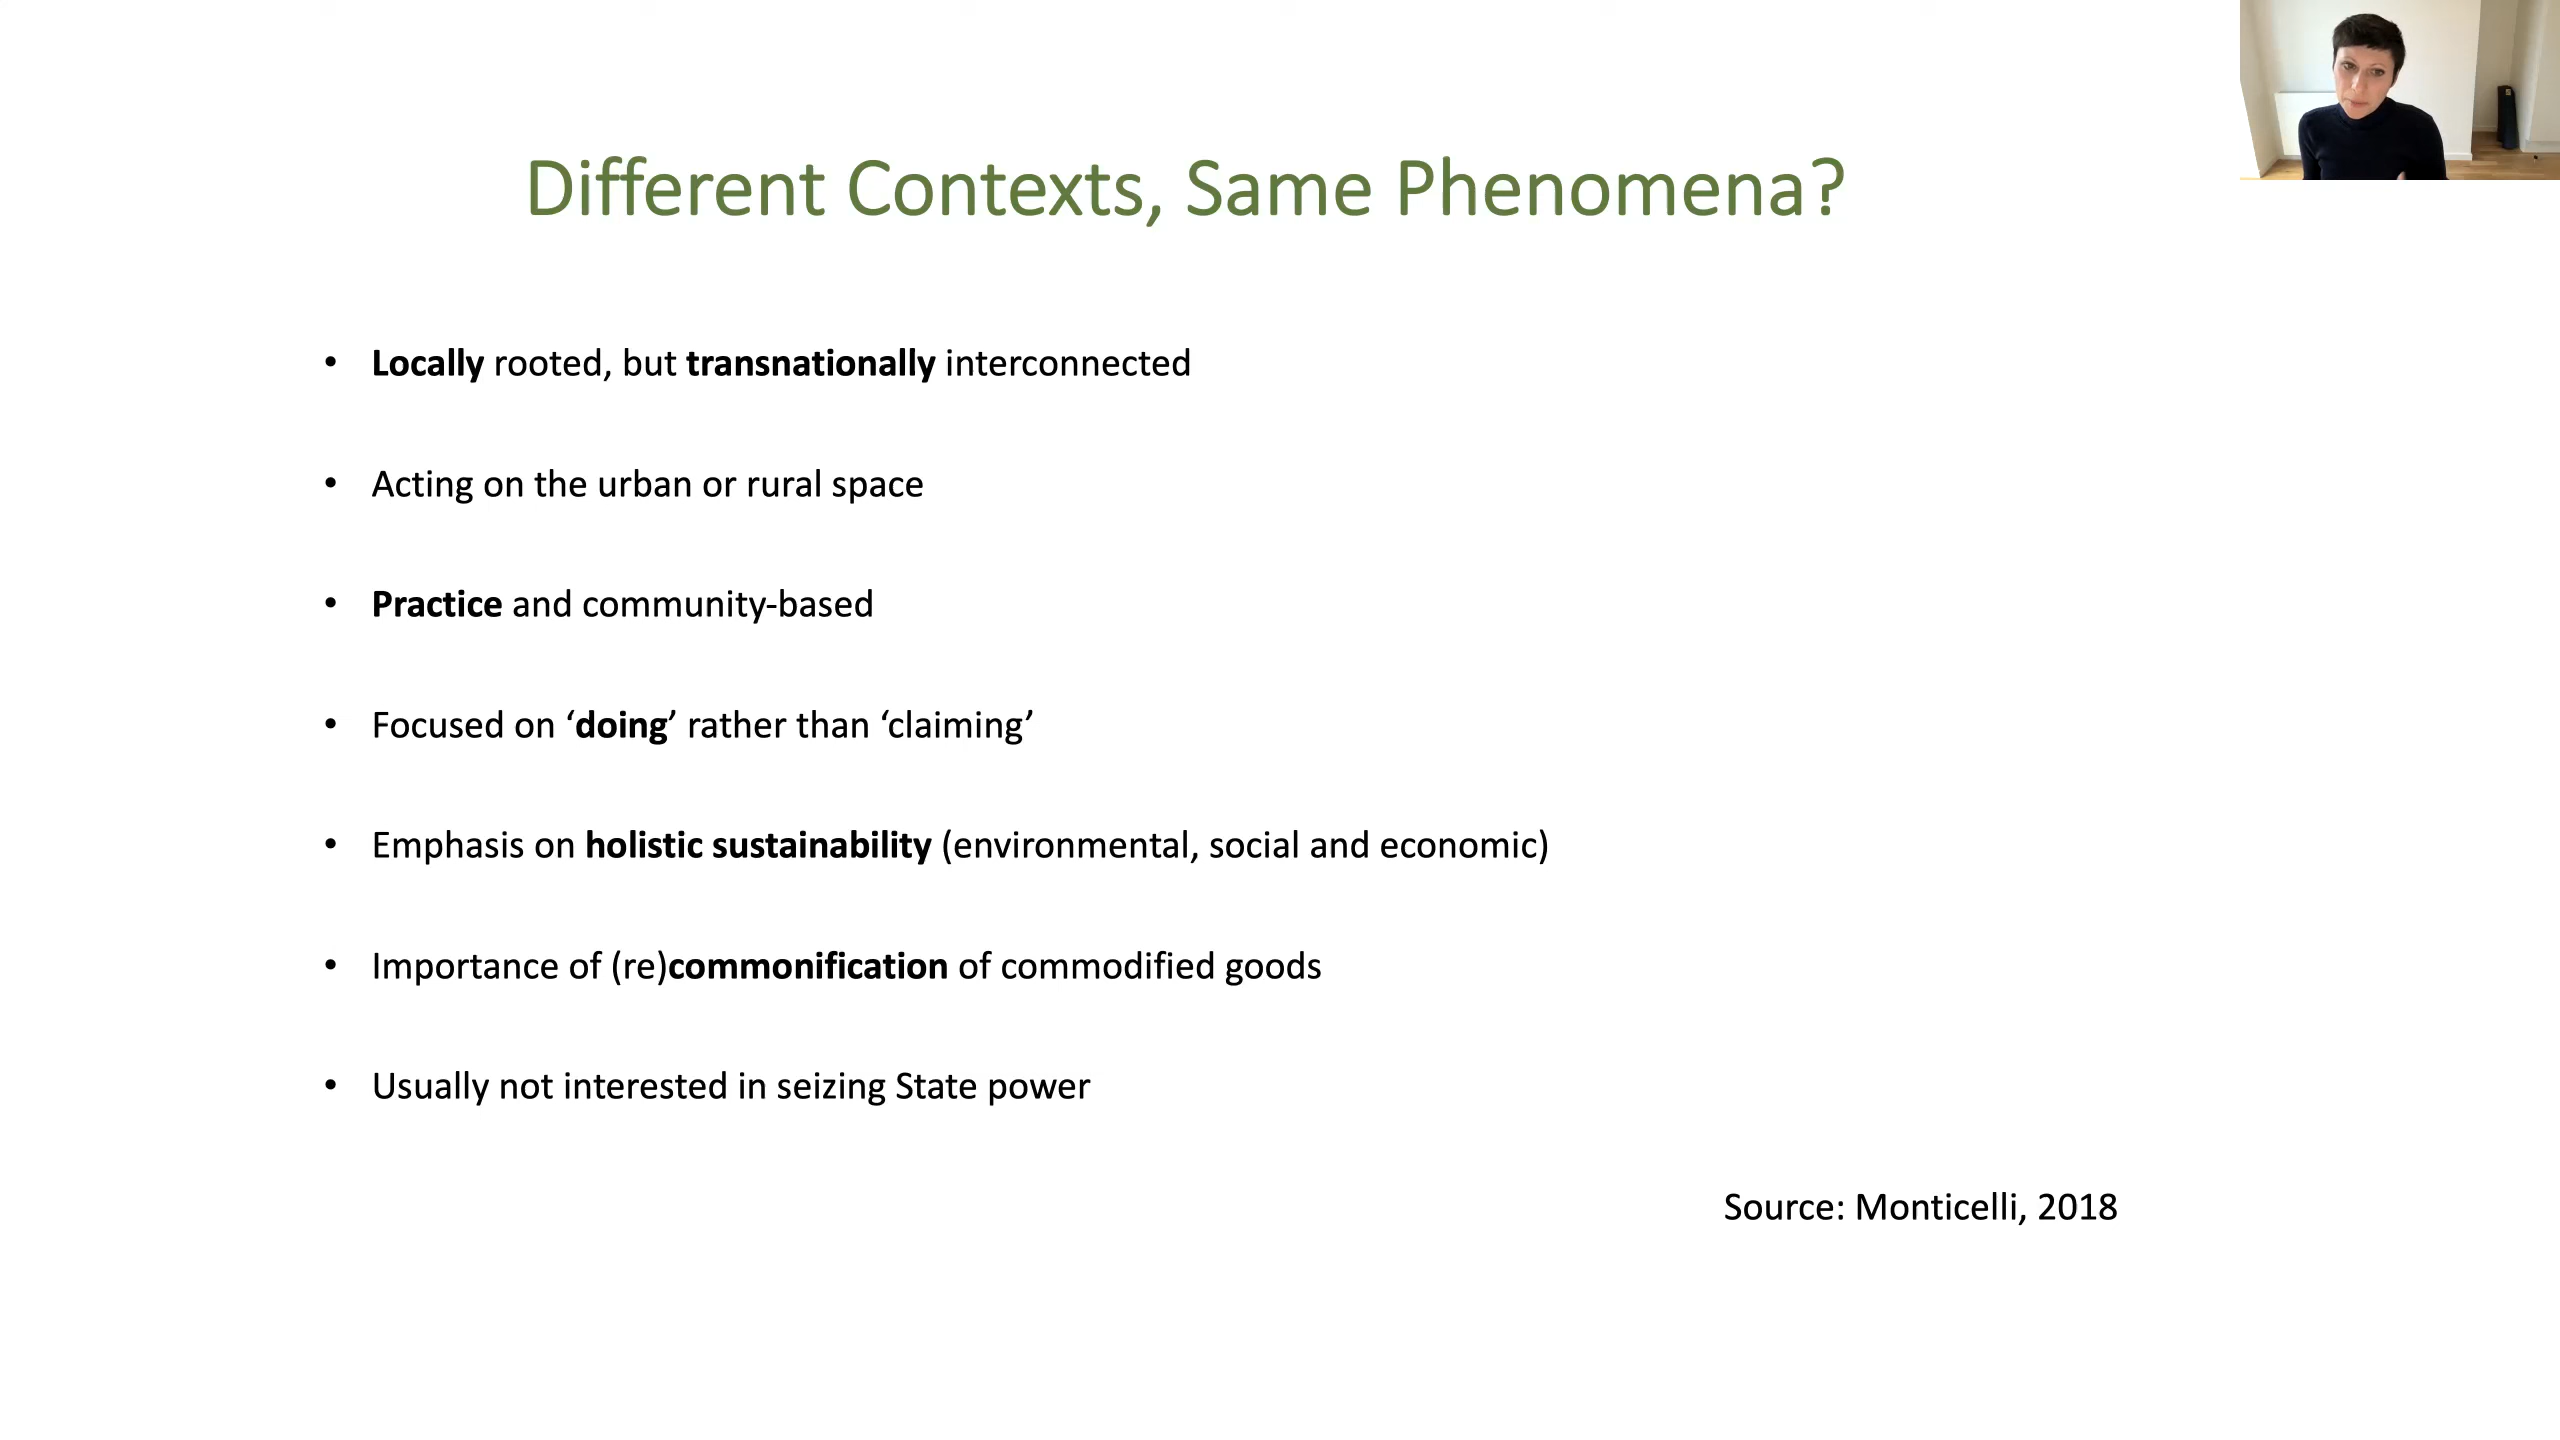 Different Contexts, Same Phenomena?
• Locally rooted, but transnationally interconnected
• Acting on the urban or rural space
• Practice and community-based
• Focused on ‘doing’ rather than ‘claiming’
• Emphasis on holistic sustainability (environmental, social and economic)
• Importance of (re)commonification of commodified goods
• Usually not interested in seizing State power
Source: Monticelli, 2018